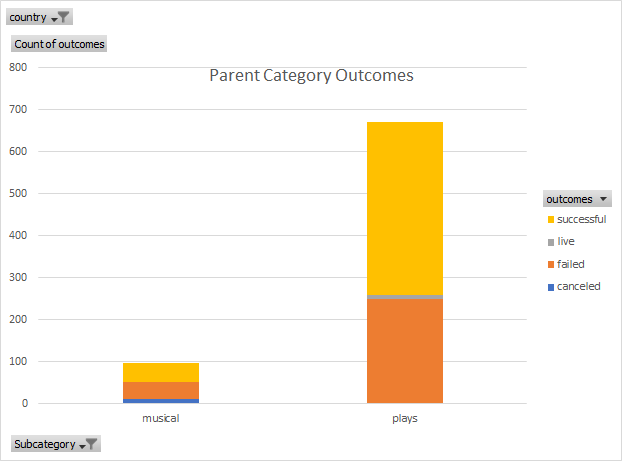 country
Count of outcomes
Parent Category Outcomes
800
700
600
500
400
300
200
100
0
musical
plays
outcomes
successful
live
failed
canceled
Subcategory